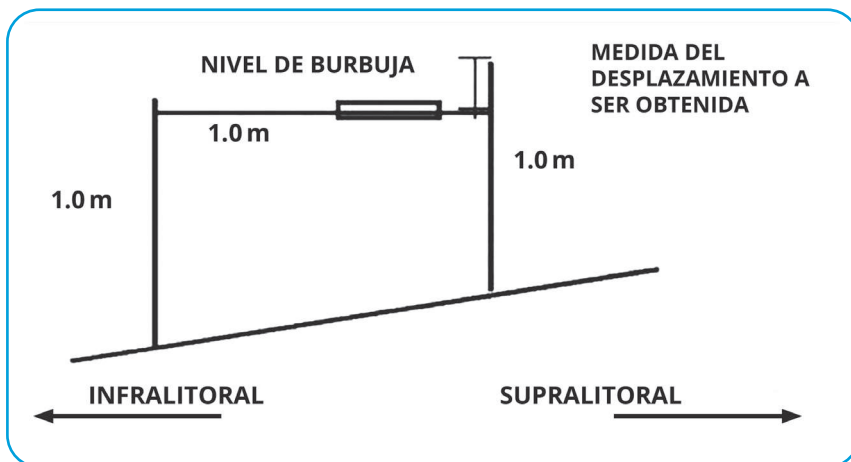 NIVEL DE BURBUJA
MEDIDA DEL
DESPLAZAMIENTO A
SER OBTENIDA
1.0 m
1.0 m
1.0 m
INFRALITORAL
SUPRALITORAL